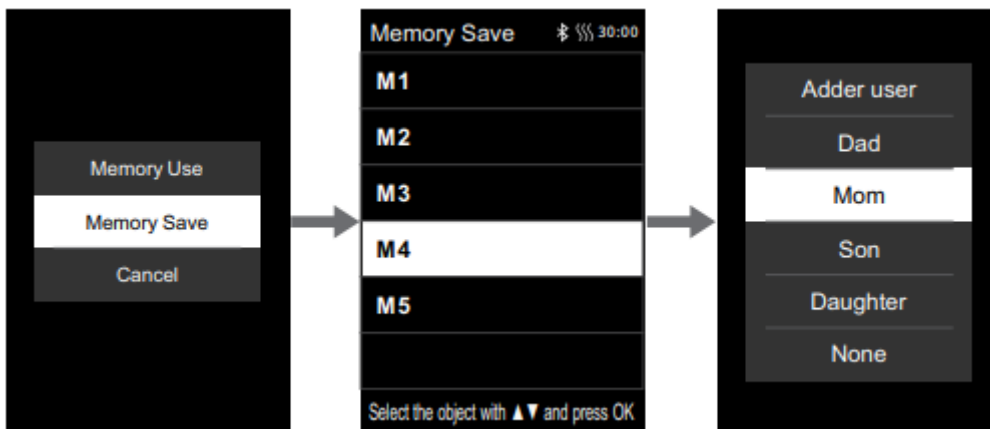 Memory Use
Memory Save
Cancel
Memory Save 30:00
M1
M2
M3
M4
M5
Select the object with ▲▼ and press OK
Adder user
Dad
Mom
Son
Daughter
None